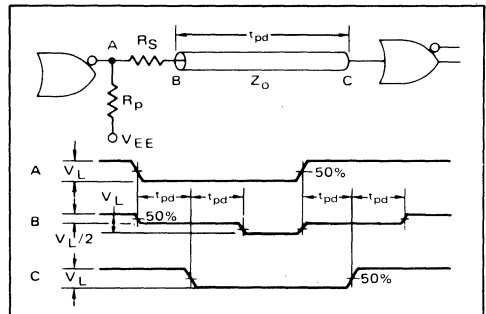 t_pd
A
R_S
B
Z_O
C
R_P
V_EE
A
V_L
50%
t_pd
t_pd
t_pd
t_pd
V_L
B
50%
V_L/2
C
V_L
50%